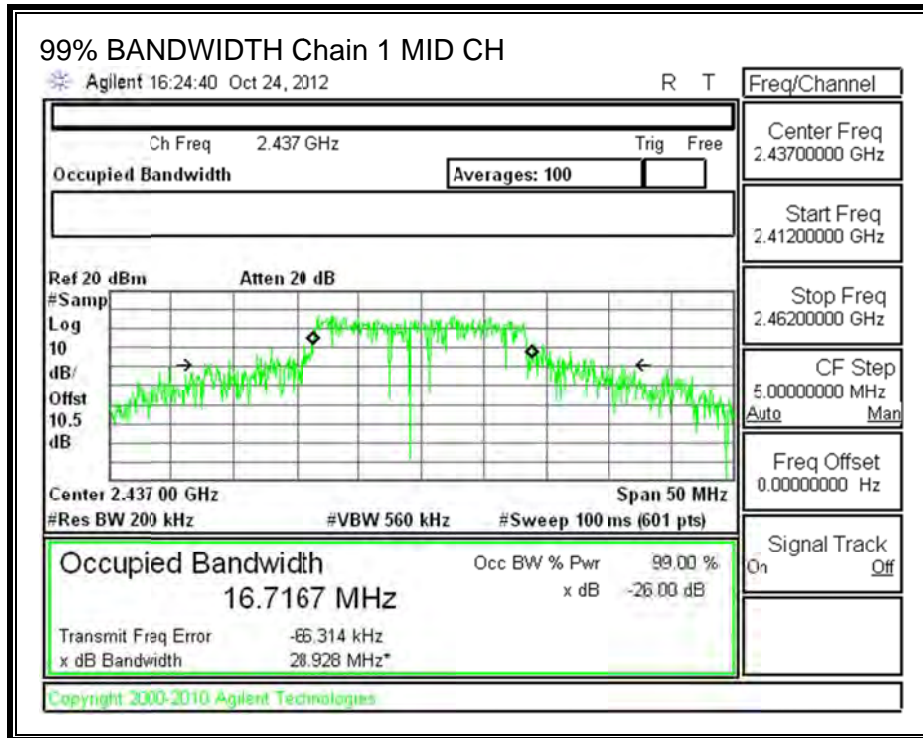 99% BANDWIDTH Chain 1 MID CH
Agilent 16:24:40 Oct 24, 2012 R T
Freq/Channel
Ch Freq 2.437 GHz Trig Free
Occupied Bandwidth Averages: 100
Center Freq
2.43700000 GHz
Start Freq
2.41200000 GHz
Stop Freq
2.46200000 GHz
CF Step
5.00000000 MHz
Auto Man
Freq Offset
0.00000000 Hz
Signal Track
On Off
Ref 20 dBm Atten 20 dB
#Samp
Log
10
dB/
Offst
10.5
dB
Center 2.437 00 GHz Span 50 MHz
#Res BW 200 kHz #VBW 560 kHz #Sweep 100 ms (601 pts)
Occupied Bandwidth Occ BW % Pwr 99.00 %
16.7167 MHz x dB -26.00 dB
Transmit Freq Error -66.314 kHz
x dB Bandwidth 28.928 MHz*
Copyright 2000-2010 Agilent Technologies